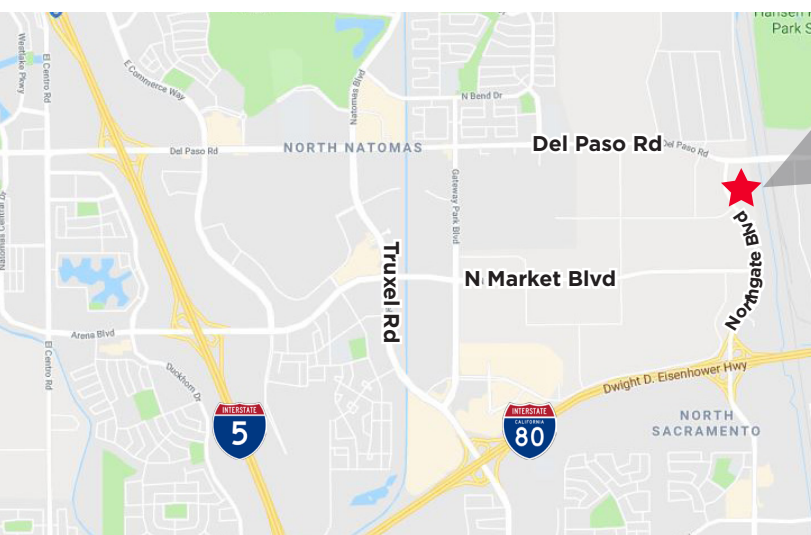 Hansen
Park S
Westlake Pkwy
El Centro Rd
E Commerce Way
Natomas Blvd
N Bend Dr
Del Paso Rd
NORTH NATOMAS
Del Paso Rd
Del Paso Rd
Gateway Park Blvd
Northgate Blvd
Truxel Rd
N Market Blvd
Arena Blvd
El Centro Rd
Duckhorn Dr
Dwight D. Eisenhower Hwy
INTERSTATE
5
INTERSTATE
CALIFORNIA
80
NORTH
SACRAMENTO